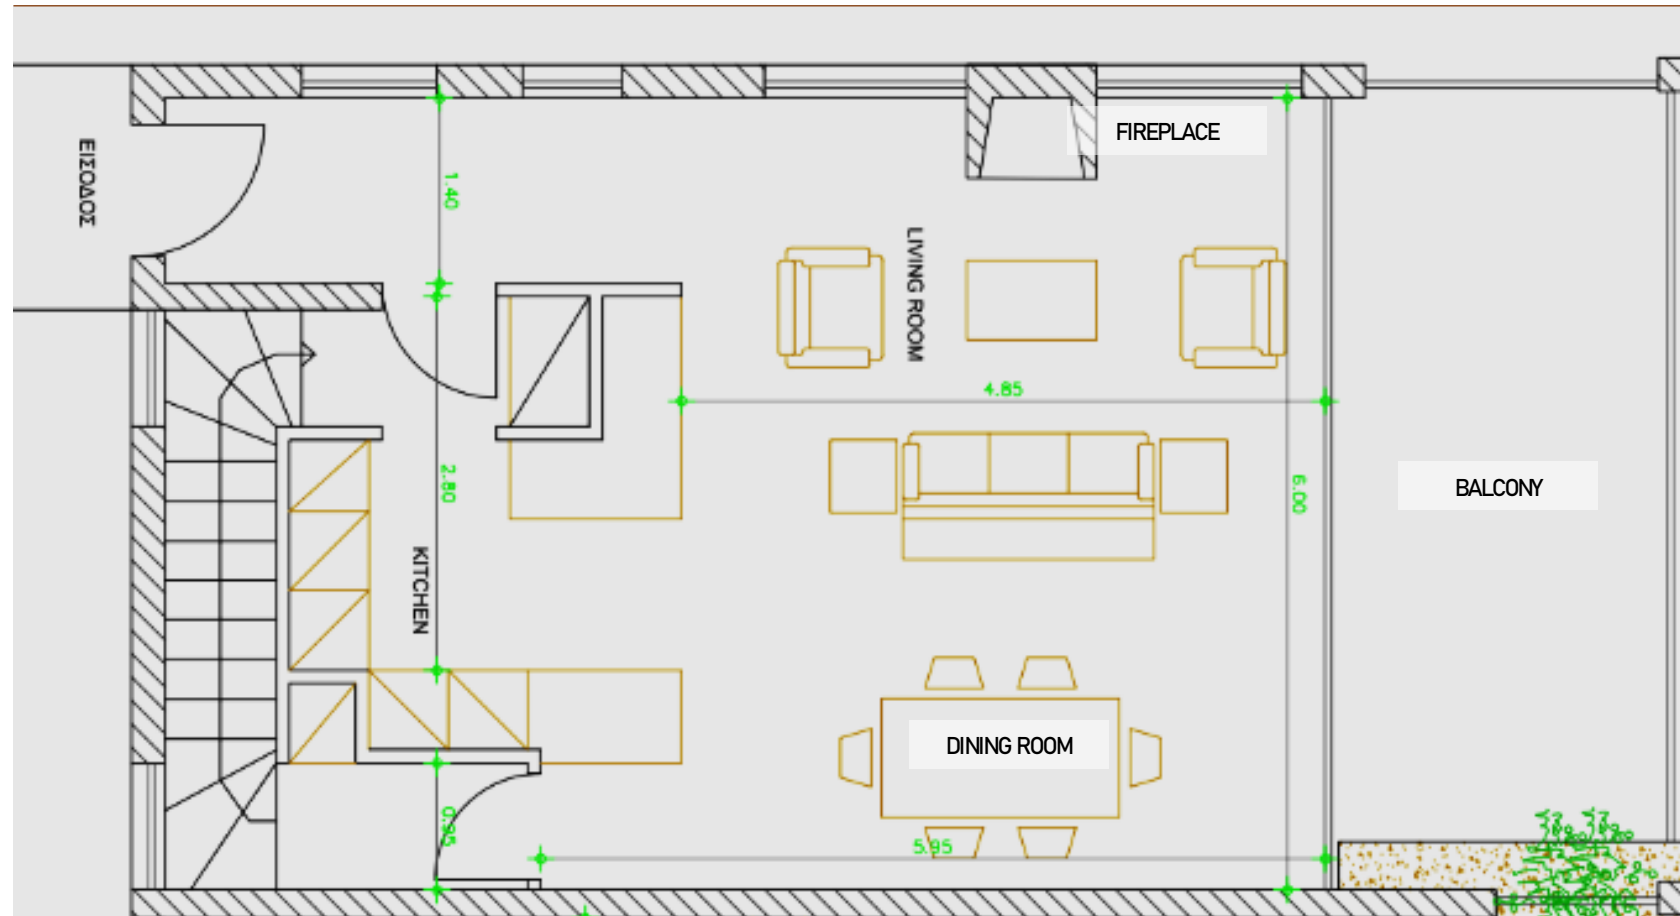 FIREPLACE
ΕΙΣΟΔΟΣ
1.40
LIVING ROOM
4.85
2.80
6.00
BALCONY
KITCHEN
DINING ROOM
0.95
5.95